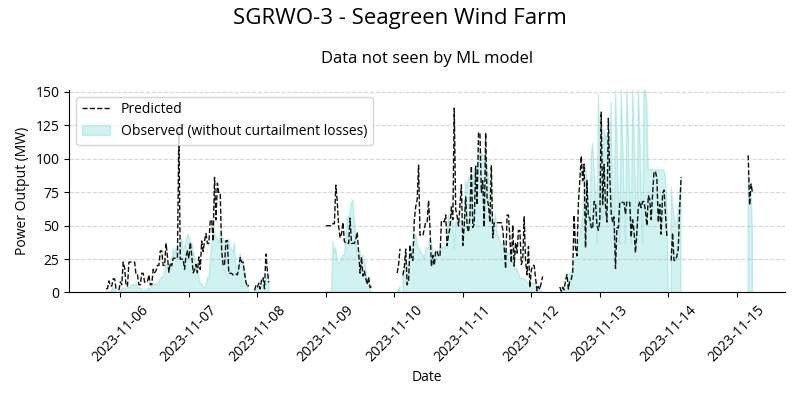 SGRWO-3 - Seagreen Wind Farm
Data not seen by ML model
Power Output (MW)
150
125
100
75
50
25
0
Predicted
Observed (without curtailment losses)
2023-11-06
2023-11-07
2023-11-08
2023-11-09
2023-11-10
2023-11-11
2023-11-12
2023-11-13
2023-11-14
2023-11-15
Date